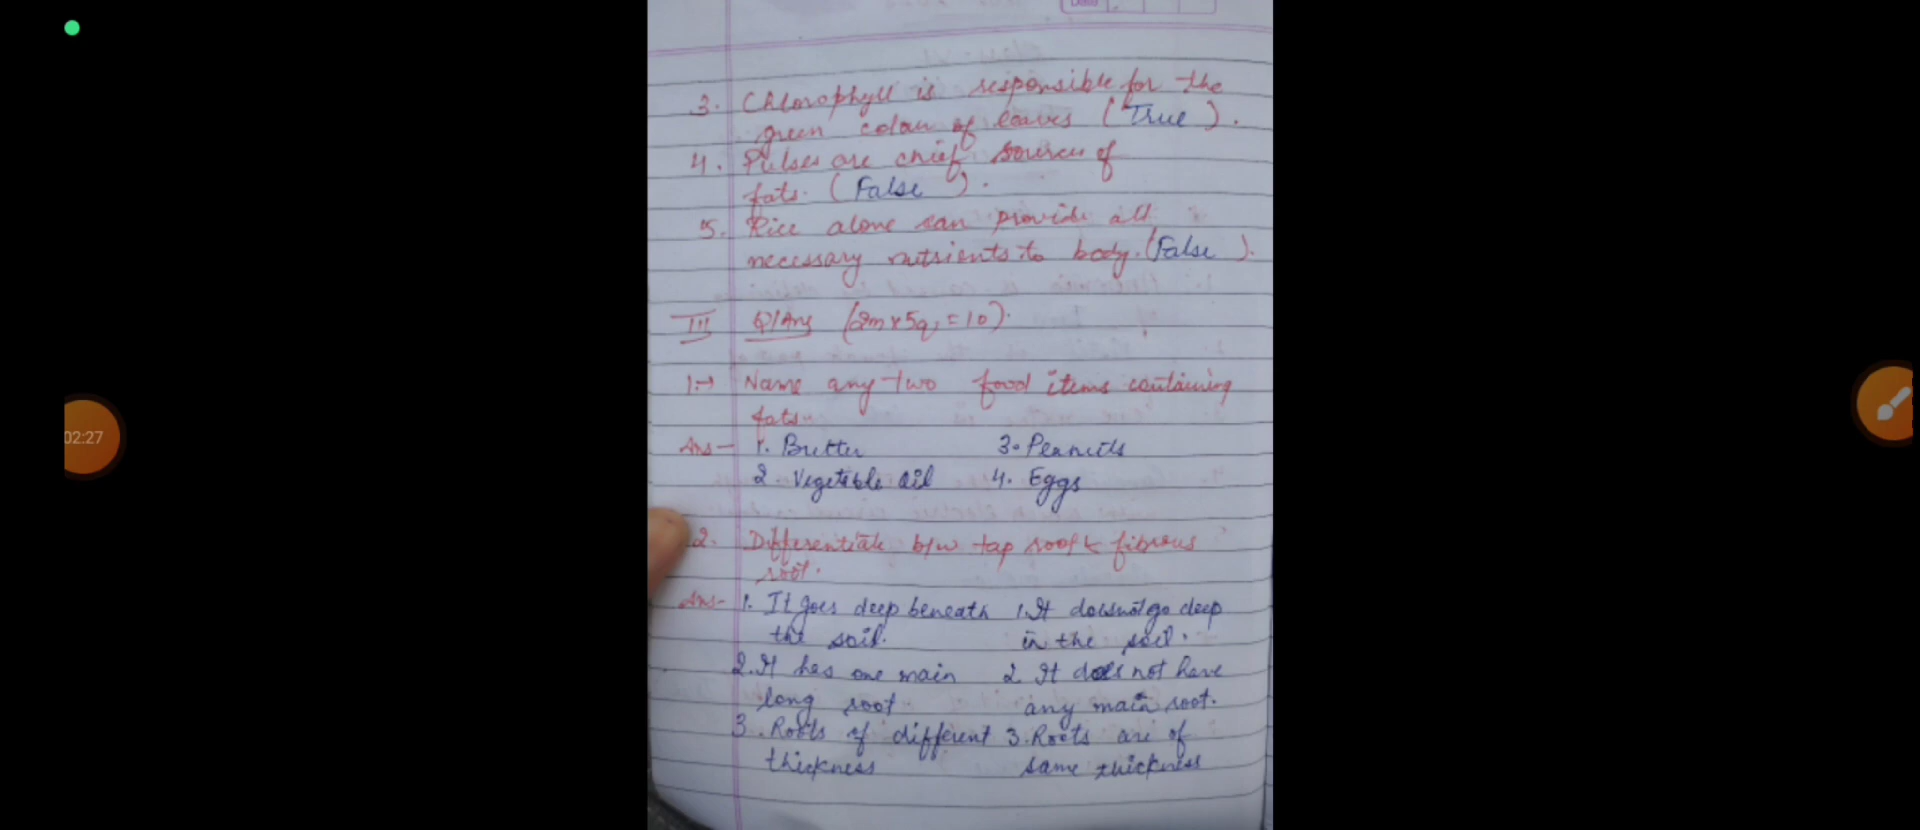 Date
3. Chlorophyll is responsible for the
green colour of leaves (True).
4. Pulses are chief sources of
fats. (False).
5. Rice alone can provide all
necessary nutrients to body. (False).
III Q/Ans (2m x 5q, = 10).
1:→ Name any two food items containing
fats.
Ans- 1. Butter 3. Peanuts
2. Vegetable oil 4. Eggs
2. Differentiate b/w tap root & fibrous
root.
Ans- 1. It goes deep beneath 1. It does not go deep
the soil. in the soil.
2. It has one main 2. It does not have
long root any main root.
3. Roots of different 3. Roots are of
thickness same thickness
02:27